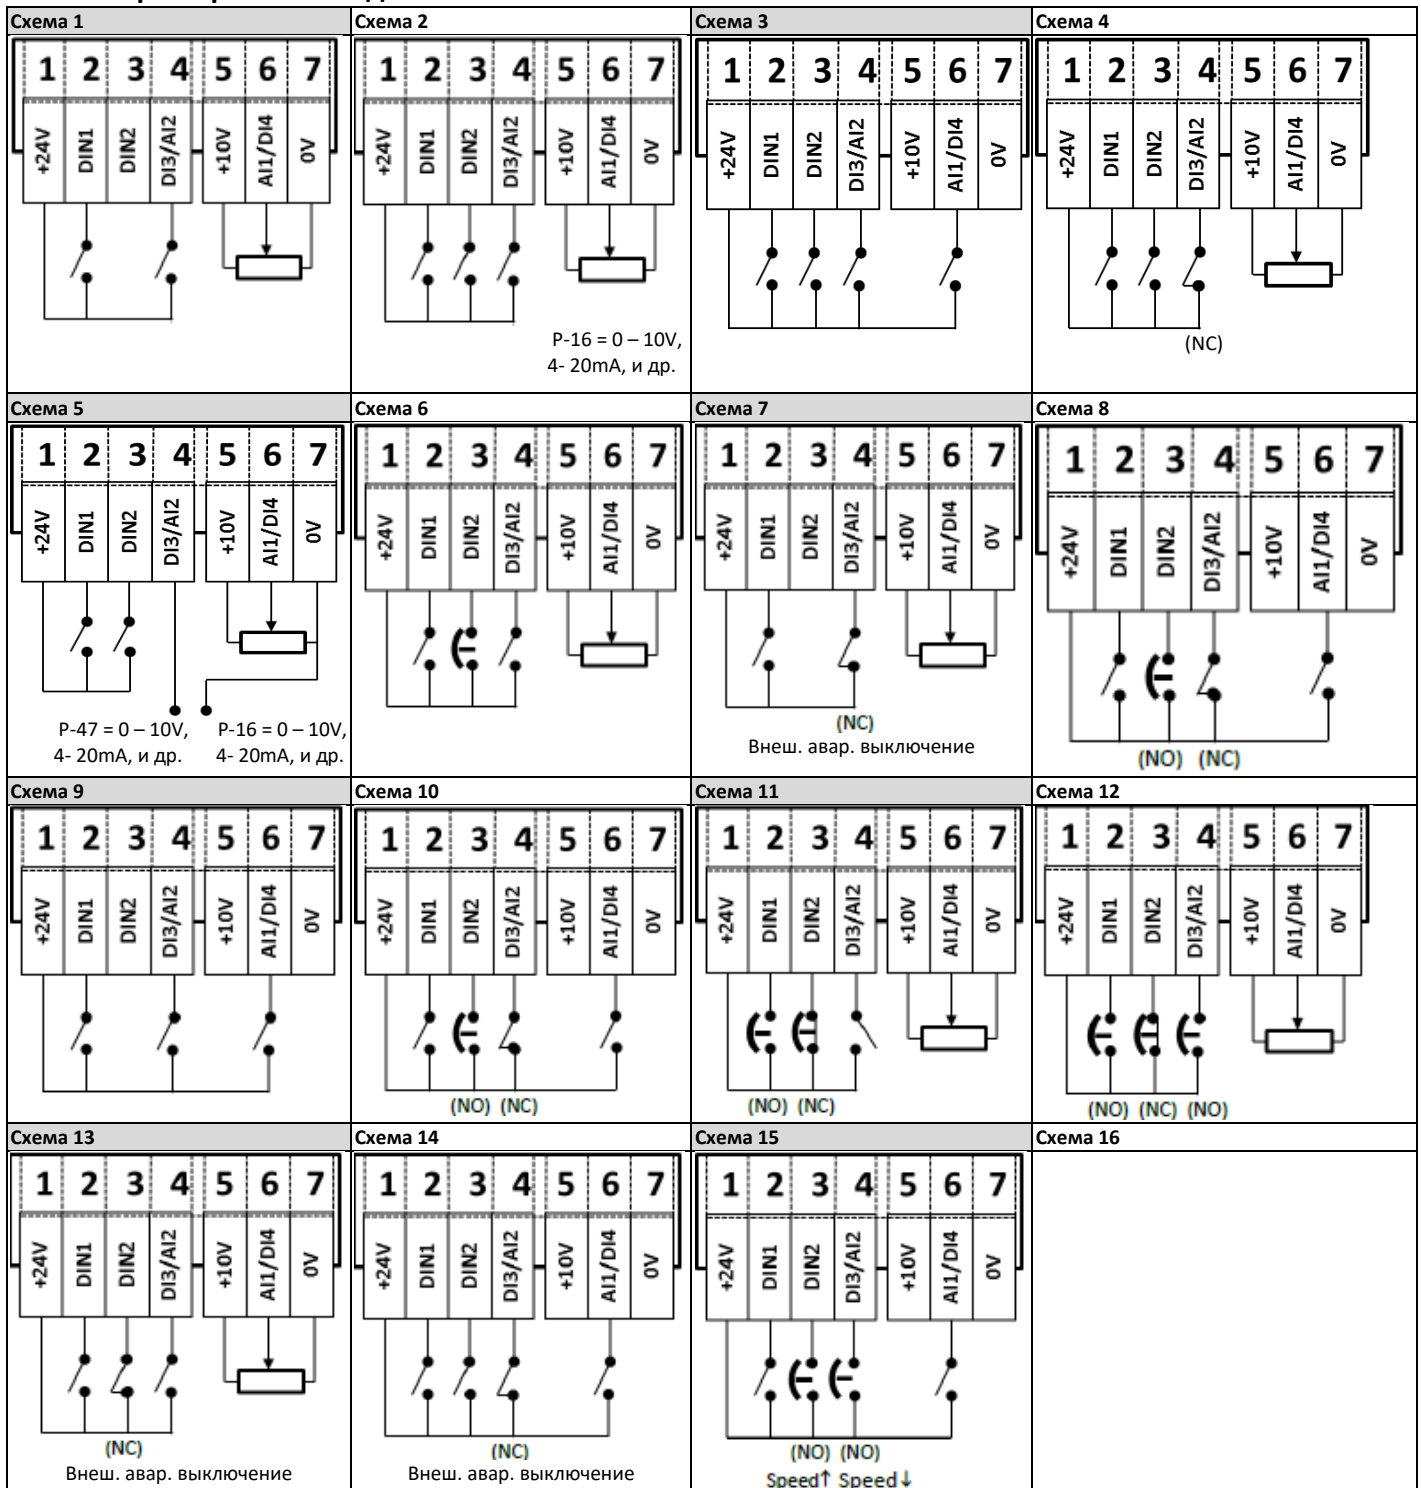 Схема 1 Схема 2 Схема 3 Схема 4
1 2 3 4 5 6 7
+24V DIN1 DIN2 DI3/AI2 +10V AI1/DI4 0V
1 2 3 4 5 6 7
+24V DIN1 DIN2 DI3/AI2 +10V AI1/DI4 0V
P-16 = 0 – 10V,
4- 20mA, и др.
1 2 3 4 5 6 7
+24V DIN1 DIN2 DI3/AI2 +10V AI1/DI4 0V
1 2 3 4 5 6 7
+24V DIN1 DIN2 DI3/AI2 +10V AI1/DI4 0V
(NC)
Схема 5 Схема 6 Схема 7 Схема 8
1 2 3 4 5 6 7
+24V DIN1 DIN2 DI3/AI2 +10V AI1/DI4 0V
P-47 = 0 – 10V, P-16 = 0 – 10V,
4- 20mA, и др. 4- 20mA, и др.
1 2 3 4 5 6 7
+24V DIN1 DIN2 DI3/AI2 +10V AI1/DI4 0V
1 2 3 4 5 6 7
+24V DIN1 DIN2 DI3/AI2 +10V AI1/DI4 0V
(NC)
Внеш. авар. выключение
1 2 3 4 5 6 7
+24V DIN1 DIN2 DI3/AI2 +10V AI1/DI4 0V
(NO) (NC)
Схема 9 Схема 10 Схема 11 Схема 12
1 2 3 4 5 6 7
+24V DIN1 DIN2 DI3/AI2 +10V AI1/DI4 0V
1 2 3 4 5 6 7
+24V DIN1 DIN2 DI3/AI2 +10V AI1/DI4 0V
(NO) (NC)
1 2 3 4 5 6 7
+24V DIN1 DIN2 DI3/AI2 +10V AI1/DI4 0V
(NO) (NC)
1 2 3 4 5 6 7
+24V DIN1 DIN2 DI3/AI2 +10V AI1/DI4 0V
(NO) (NC) (NO)
Схема 13 Схема 14 Схема 15 Схема 16
1 2 3 4 5 6 7
+24V DIN1 DIN2 DI3/AI2 +10V AI1/DI4 0V
(NC)
Внеш. авар. выключение
1 2 3 4 5 6 7
+24V DIN1 DIN2 DI3/AI2 +10V AI1/DI4 0V
(NC)
Внеш. авар. выключение
1 2 3 4 5 6 7
+24V DIN1 DIN2 DI3/AI2 +10V AI1/DI4 0V
(NO) (NO)
Speed↑ Speed↓